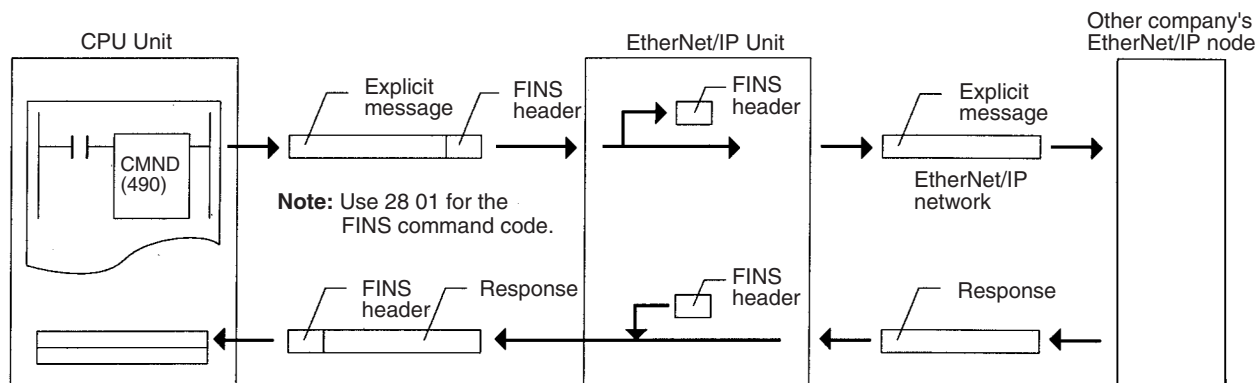 CPU Unit
EtherNet/IP Unit
Other company's
EtherNet/IP node
Explicit
message
FINS
header
FINS
header
Explicit
message
CMND
(490)
Note: Use 28 01 for the
FINS command code.
EtherNet/IP
network
FINS
header
Response
FINS
header
Response